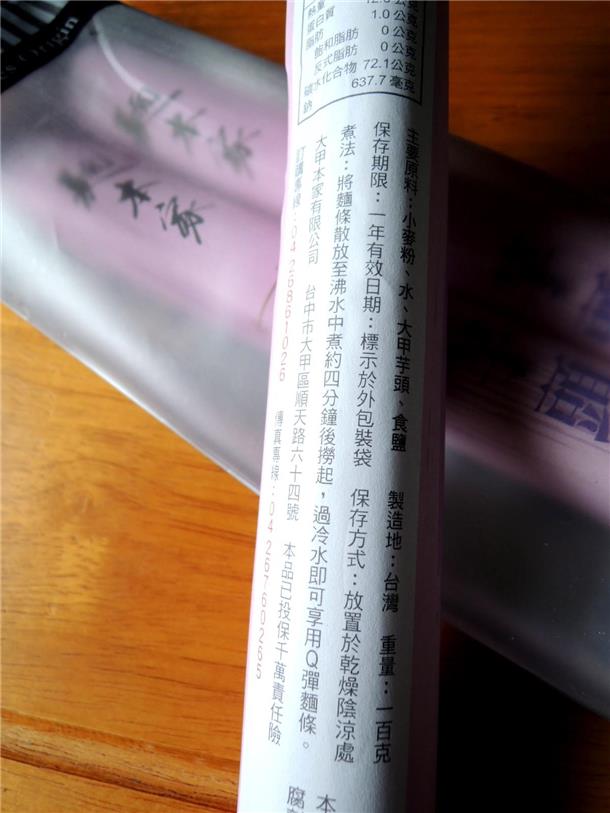 熱量
蛋白質
脂肪 1.0公克
飽和脂肪 0公克
反式脂肪 0公克
碳水化合物 72.1公克
鈉 637.7毫克
主要原料：小麥粉、水、大甲芋頭、食鹽 製造地：台灣 重量：一百克
保存期限：一年有效日期：標示於外包裝袋 保存方式：放置於乾燥陰涼處
煮法：將麵條散放至沸水中煮約四分鐘後撈起，過冷水即可享用Q彈麵條。
大甲本家有限公司 台中市大甲區順天路六十四號 本品已投保千萬責任險
訂購專線：04 26861026 傳真專線：04 26760265
本
腐
本家
本家
Origin